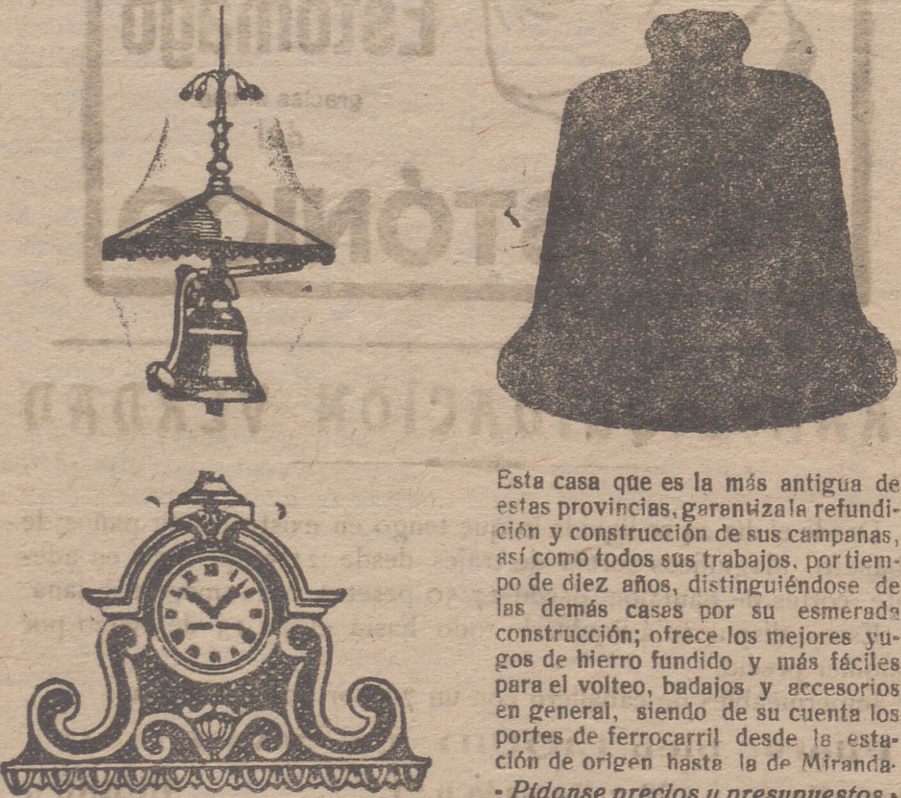 Esta casa que es la más antigua de
estas provincias, garantiza la refundi-
ción y construcción de sus campanas,
así como todos sus trabajos, por tiem-
po de diez años, distinguiéndose de
las demás casas por su esmerada
construcción; ofrece los mejores yu-
gos de hierro fundido y más fáciles
para el volteo, badajos y accesorios
en general, siendo de su cuenta los
portes de ferrocarril desde la esta-
ción de origen hasta la de Miranda.
- Pídanse precios y presupuestos -